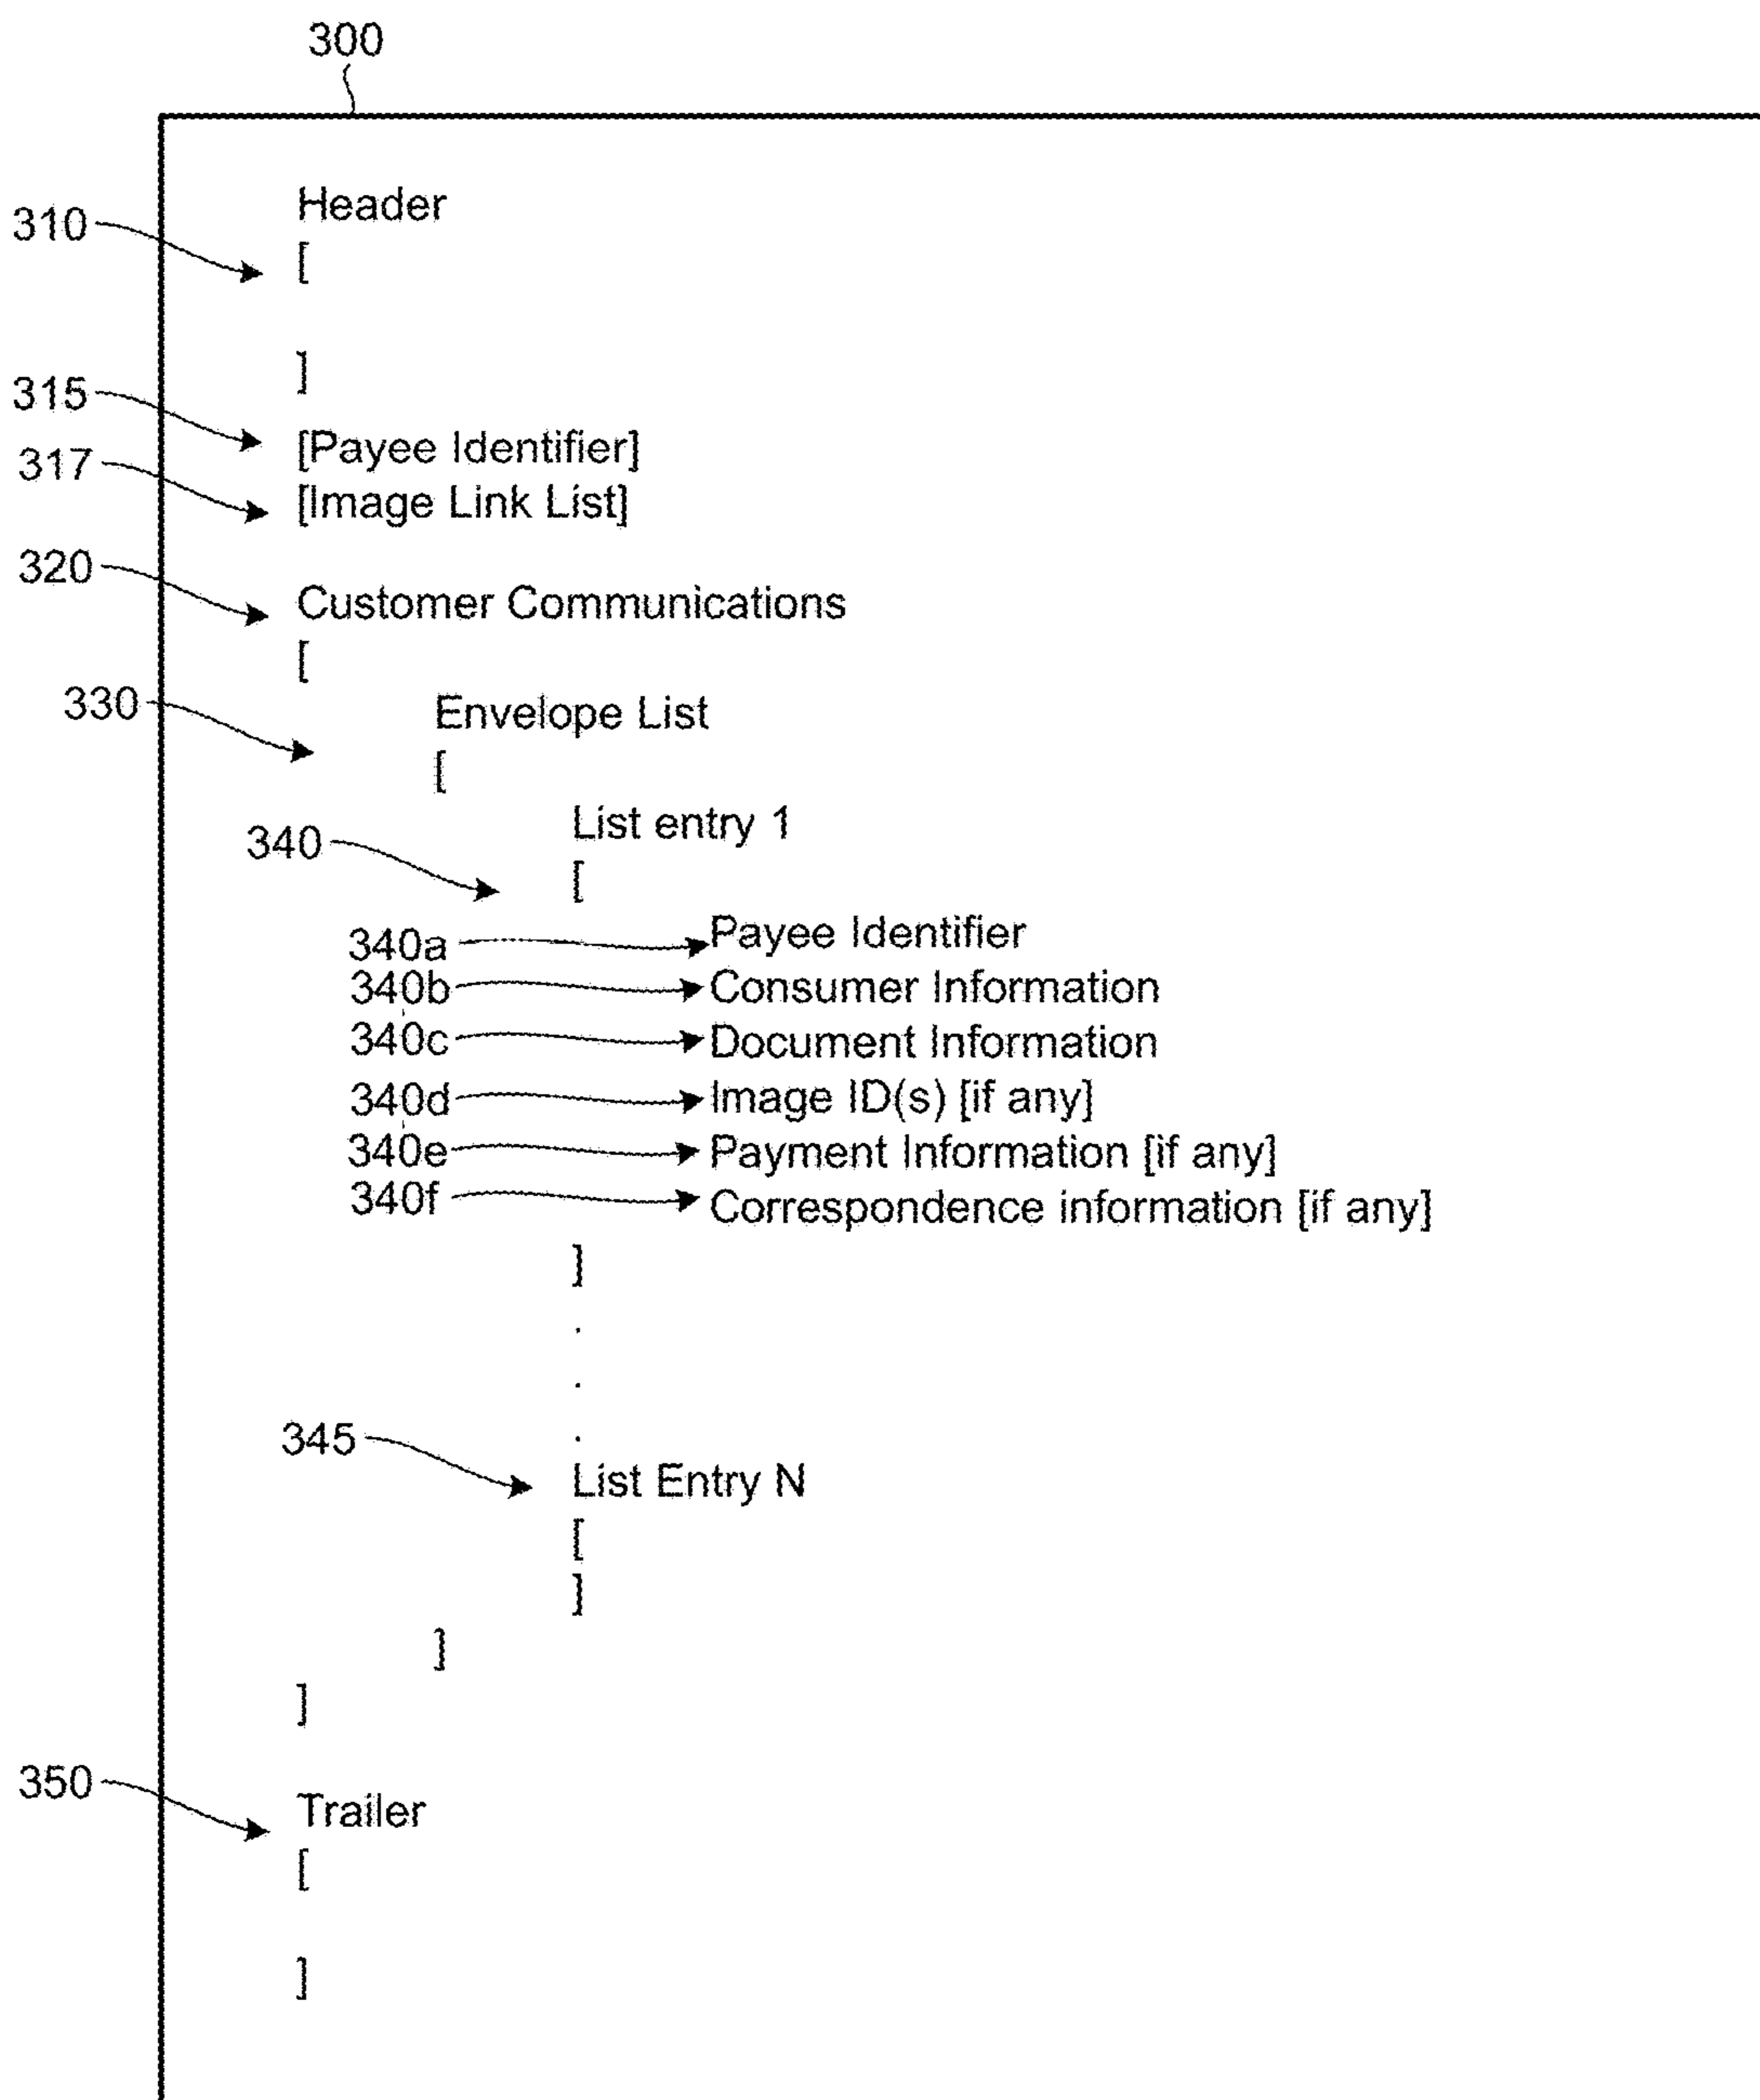 300
310
Header
[
]
315
[Payee Identifier]
317
[Image Link List]
320
Customer Communications
[
330
Envelope List
[
List entry 1
340
[
340a Payee Identifier
340b Consumer Information
340c Document Information
340d Image ID(s) [if any]
340e Payment Information [if any]
340f Correspondence information [if any]
]
.
.
.
345
List Entry N
[
]
]
]
350
Trailer
[
]